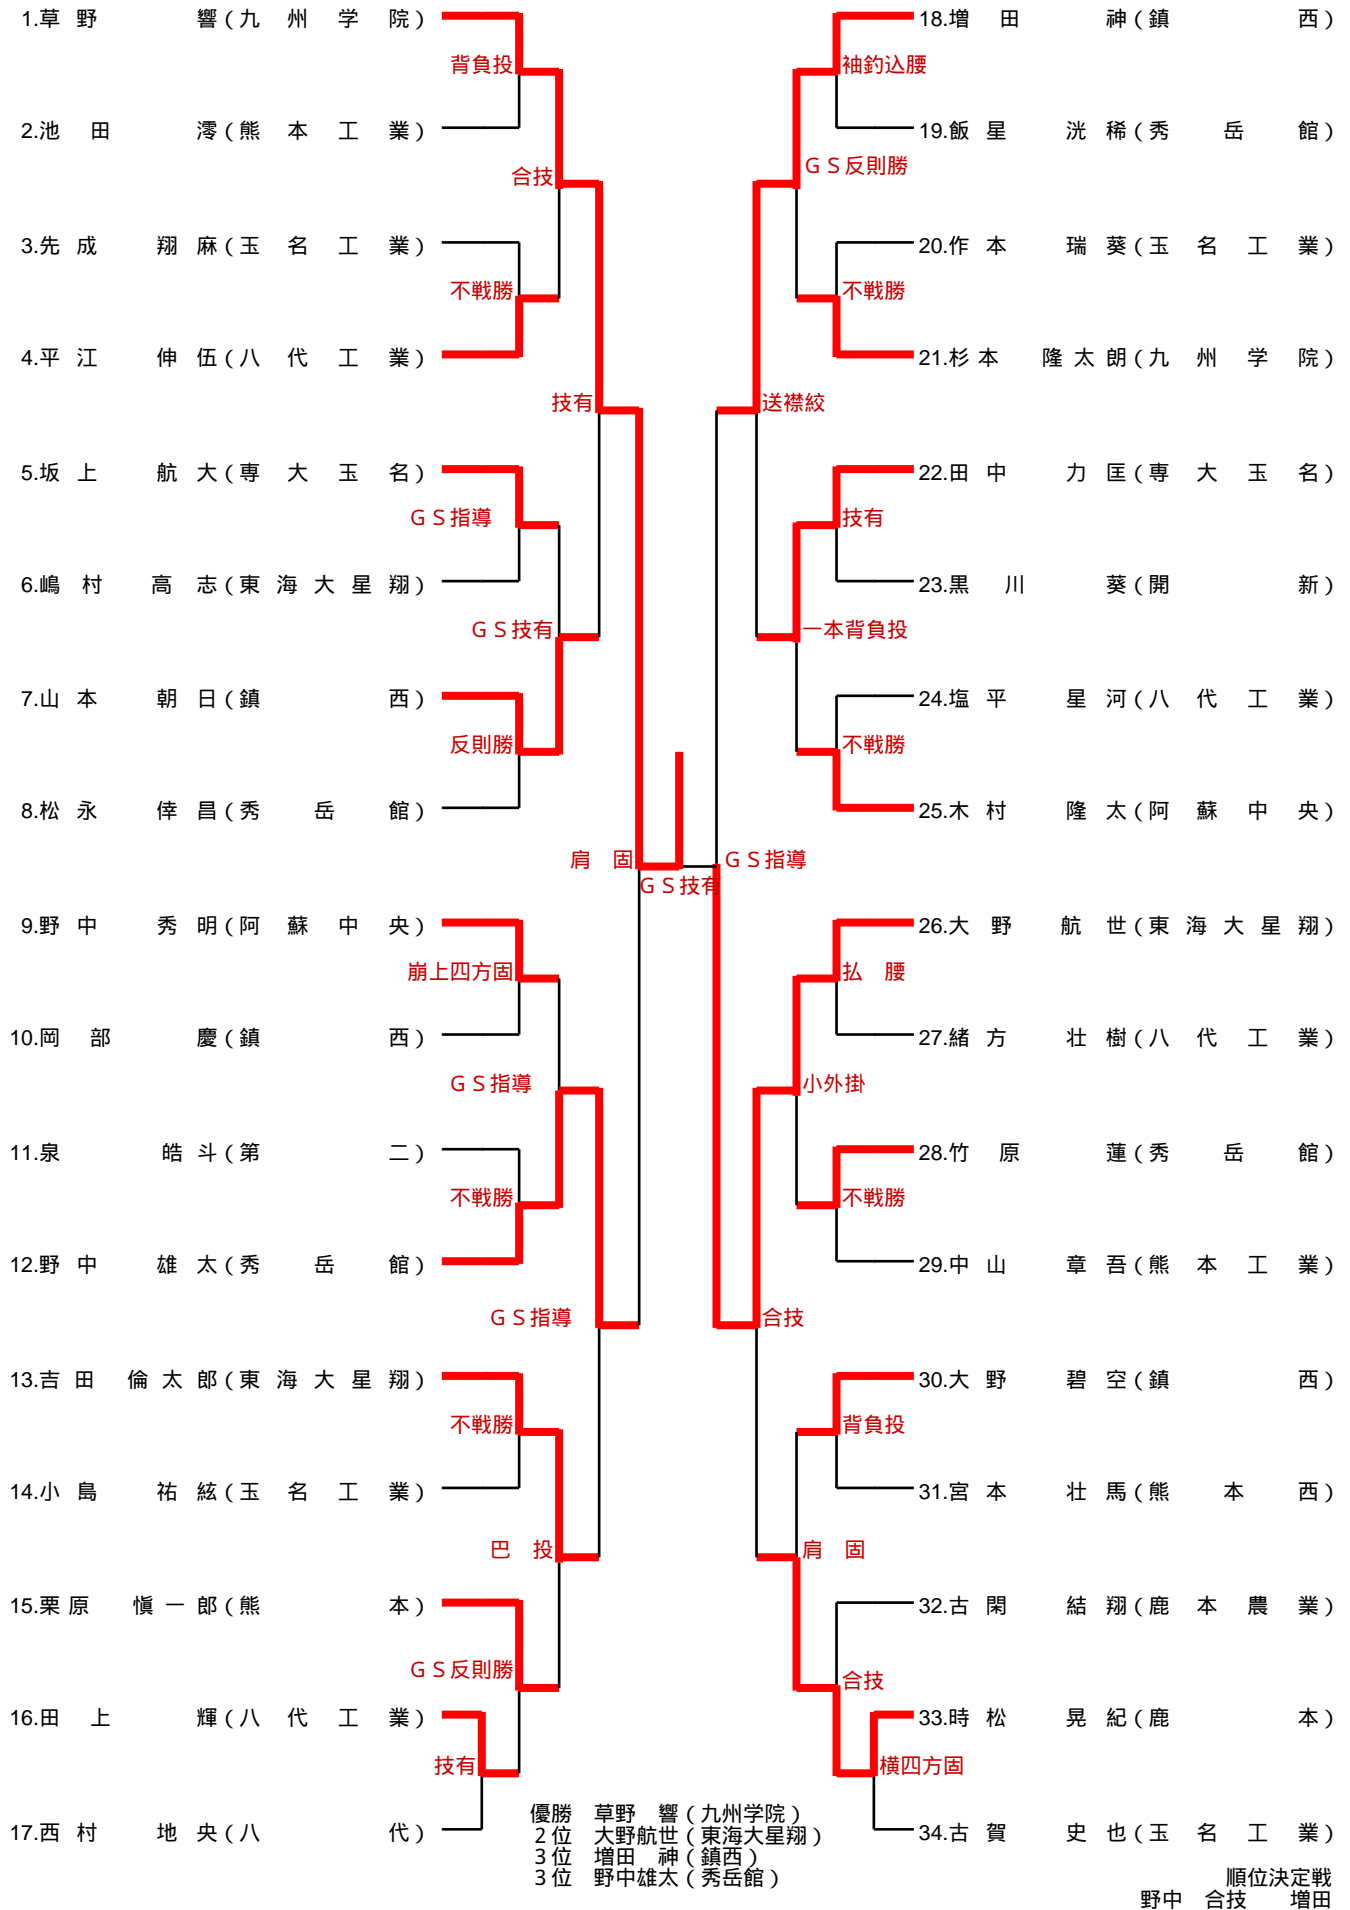 1.草野 響(九州学院)
背負投
2.池田 澪(熊本工業)
合技
3.先成 翔麻(玉名工業)
不戦勝
4.平江 伸伍(八代工業)
技有
5.坂上 航大(専大玉名)
ＧＳ指導
6.嶋村 高志(東海大星翔)
ＧＳ技有
7.山本 朝日(鎮西)
反則勝
8.松永 倖昌(秀岳館)
肩 固
ＧＳ技有
9.野中 秀明(阿蘇中央)
崩上四方固
10.岡部 慶(鎮西)
ＧＳ指導
11.泉 皓斗(第二)
不戦勝
12.野中 雄太(秀岳館)
ＧＳ指導
13.吉田 倫太郎(東海大星翔)
不戦勝
14.小島 祐絃(玉名工業)
巴 投
15.栗原 愼一郎(熊本)
ＧＳ反則勝
16.田上 輝(八代工業)
技有
17.西村 地央(八代)
18.増田 神(鎮西)
袖釣込腰
19.飯星 洸稀(秀岳館)
ＧＳ反則勝
20.作本 瑞葵(玉名工業)
不戦勝
21.杉本 隆太朗(九州学院)
送襟絞
22.田中 力匡(専大玉名)
技有
23.黒川 葵(開新)
一本背負投
24.塩平 星河(八代工業)
不戦勝
25.木村 隆太(阿蘇中央)
ＧＳ指導
26.大野 航世(東海大星翔)
払 腰
27.緒方 壮樹(八代工業)
小外掛
28.竹原 蓮(秀岳館)
不戦勝
29.中山 章吾(熊本工業)
合技
30.大野 碧空(鎮西)
背負投
31.宮本 壮馬(熊本西)
肩 固
32.古閑 結翔(鹿本農業)
合技
33.時松 晃紀(鹿本)
横四方固
34.古賀 史也(玉名工業)
優勝 草野 響(九州学院)
２位 大野航世(東海大星翔)
３位 増田 神(鎮西)
３位 野中雄太(秀岳館)
順位決定戦
野中 合技 増田